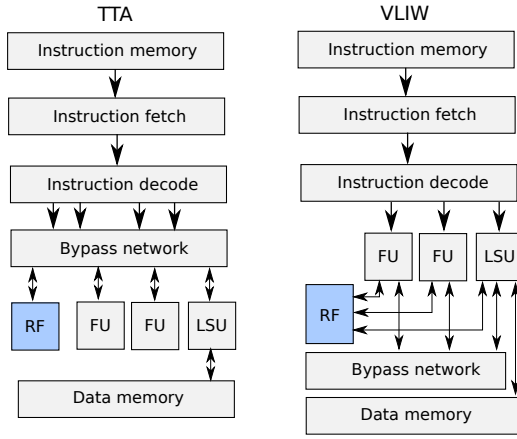 TTA
Instruction memory
Instruction fetch
Instruction decode
Bypass network
RF
FU
FU
LSU
Data memory
VLIW
Instruction memory
Instruction fetch
Instruction decode
FU
FU
LSU
RF
Bypass network
Data memory